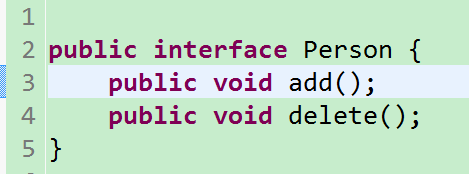 1
2 public interface Person {
3     public void add();
4     public void delete();
5 }